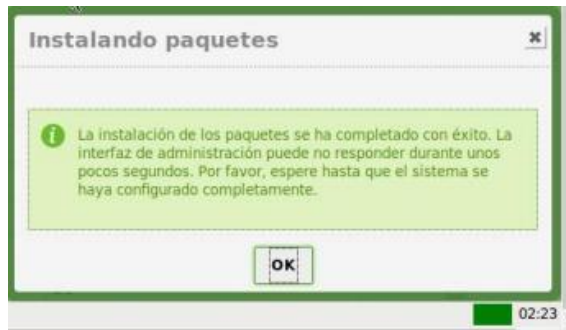 Instalando paquetes
La instalación de los paquetes se ha completado con éxito. La
interfaz de administración puede no responder durante unos
pocos segundos. Por favor, espere hasta que el sistema se
haya configurado completamente.
OK
02:23